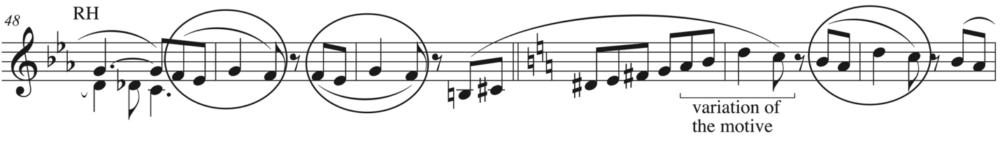 RH
48
variation of
the motive